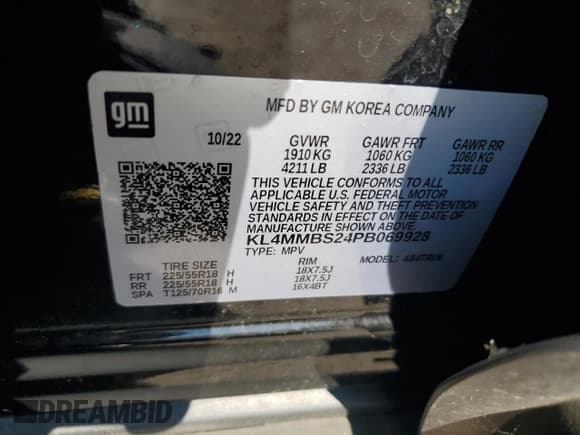 gm
MFD BY GM KOREA COMPANY
10/22 GVWR GAWR FRT GAWR RR
1910 KG 1060 KG 1060 KG
4211 LB 2336 LB 2336 LB
THIS VEHICLE CONFORMS TO ALL
APPLICABLE U.S. FEDERAL MOTOR
VEHICLE SAFETY AND THEFT PREVENTION
STANDARDS IN EFFECT ON THE DATE OF
MANUFACTURE SHOWN ABOVE.
KL4MMBS24PB069928
TYPE: MPV MODEL:
TIRE SIZE RIM
FRT 225/55R18 H 18X7.5J
RR 225/55R18 H 18X7.5J
SPA T125/70R16 M 16X4BT
DREAMBID